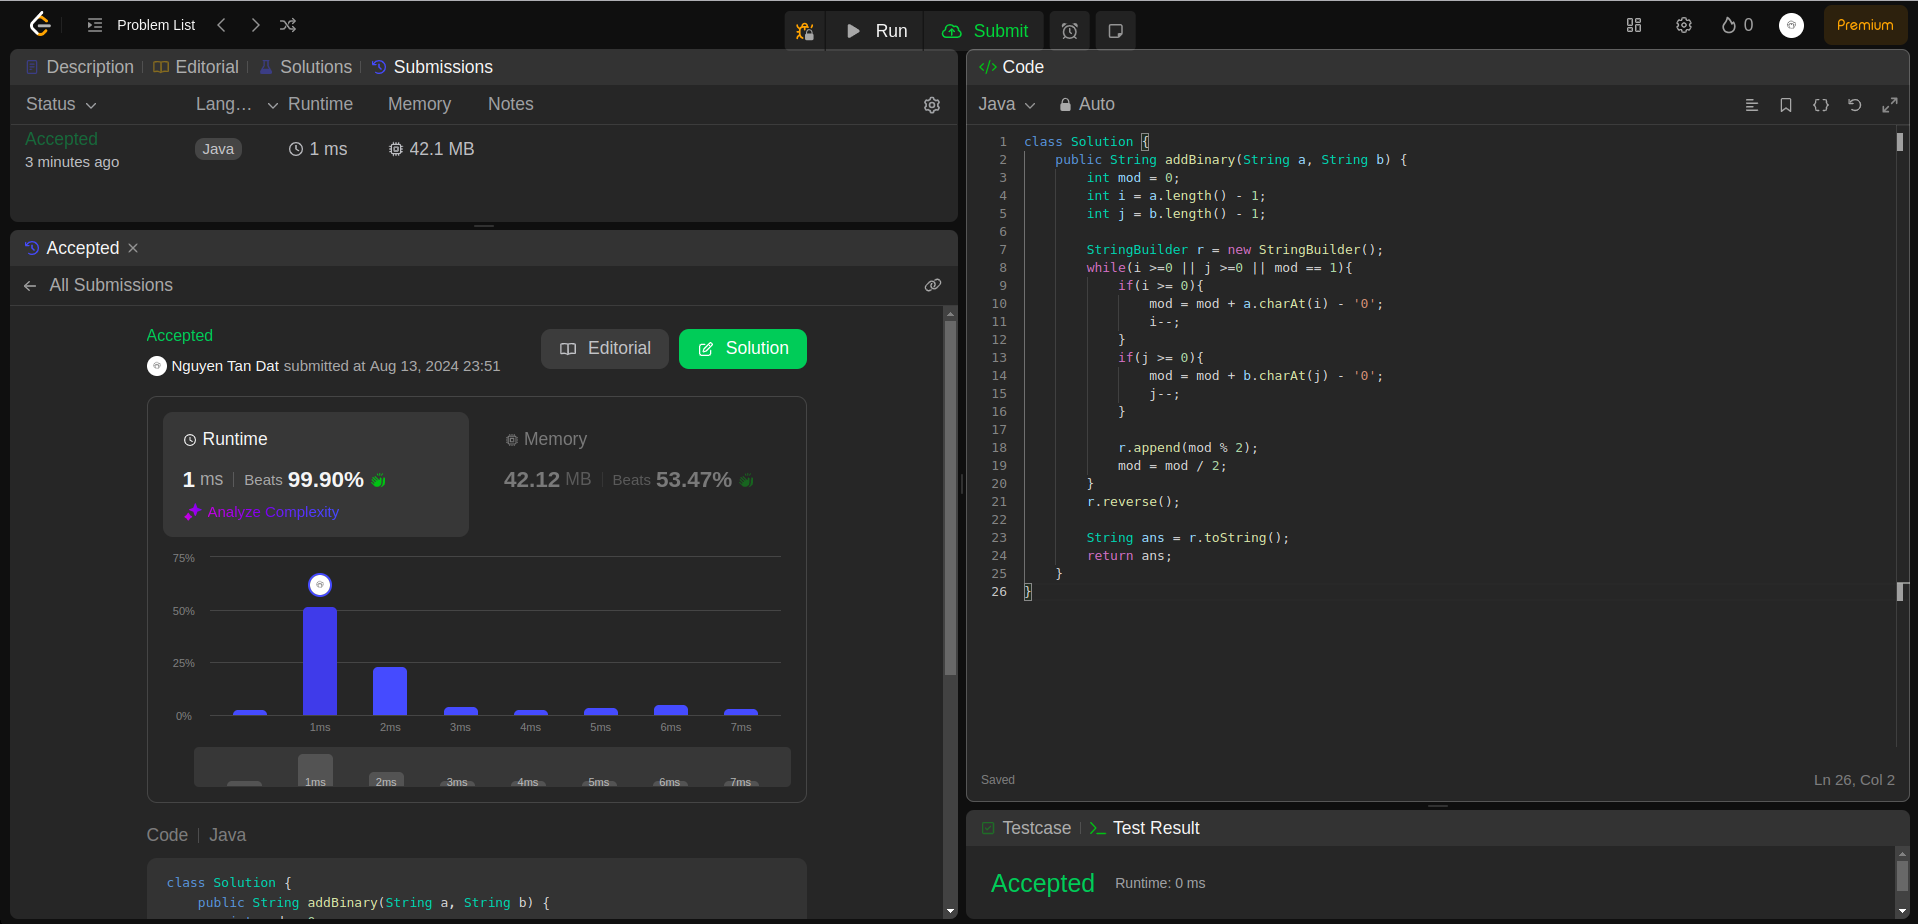 Problem List
Run
Submit
0
Premium
Description
Editorial
Solutions
Submissions
Status
Lang...
Runtime
Memory
Notes
Accepted
3 minutes ago
Java
1 ms
42.1 MB
Accepted
All Submissions
Accepted
Nguyen Tan Dat submitted at Aug 13, 2024 23:51
Editorial
Solution
Runtime
1 ms
Beats 99.90%
Analyze Complexity
Memory
42.12 MB
Beats 53.47%
75%
50%
25%
0%
1ms 2ms 3ms 4ms 5ms 6ms 7ms
1ms 2ms 3ms 4ms 5ms 6ms 7ms
Code
Java
class Solution {
public String addBinary(String a, String b) {
Code
Java
Auto
1 class Solution {
2 public String addBinary(String a, String b) {
3 int mod = 0;
4 int i = a.length() - 1;
5 int j = b.length() - 1;
6
7 StringBuilder r = new StringBuilder();
8 while(i >=0 || j >=0 || mod == 1){
9 if(i >= 0){
10 mod = mod + a.charAt(i) - '0';
11 i--;
12 }
13 if(j >= 0){
14 mod = mod + b.charAt(j) - '0';
15 j--;
16 }
17
18 r.append(mod % 2);
19 mod = mod / 2;
20 }
21 r.reverse();
22
23 String ans = r.toString();
24 return ans;
25 }
26 }
Saved
Ln 26, Col 2
Testcase
Test Result
Accepted
Runtime: 0 ms